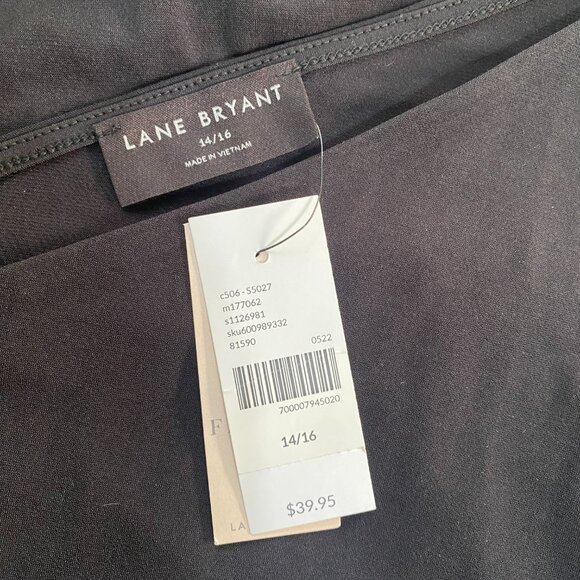 LANE BRYANT
14/16
MADE IN VIETNAM
c506 - S5027
m177062
s1126981
sku600989332
81590 0522
700007945020
14/16
$39.95
F
LA